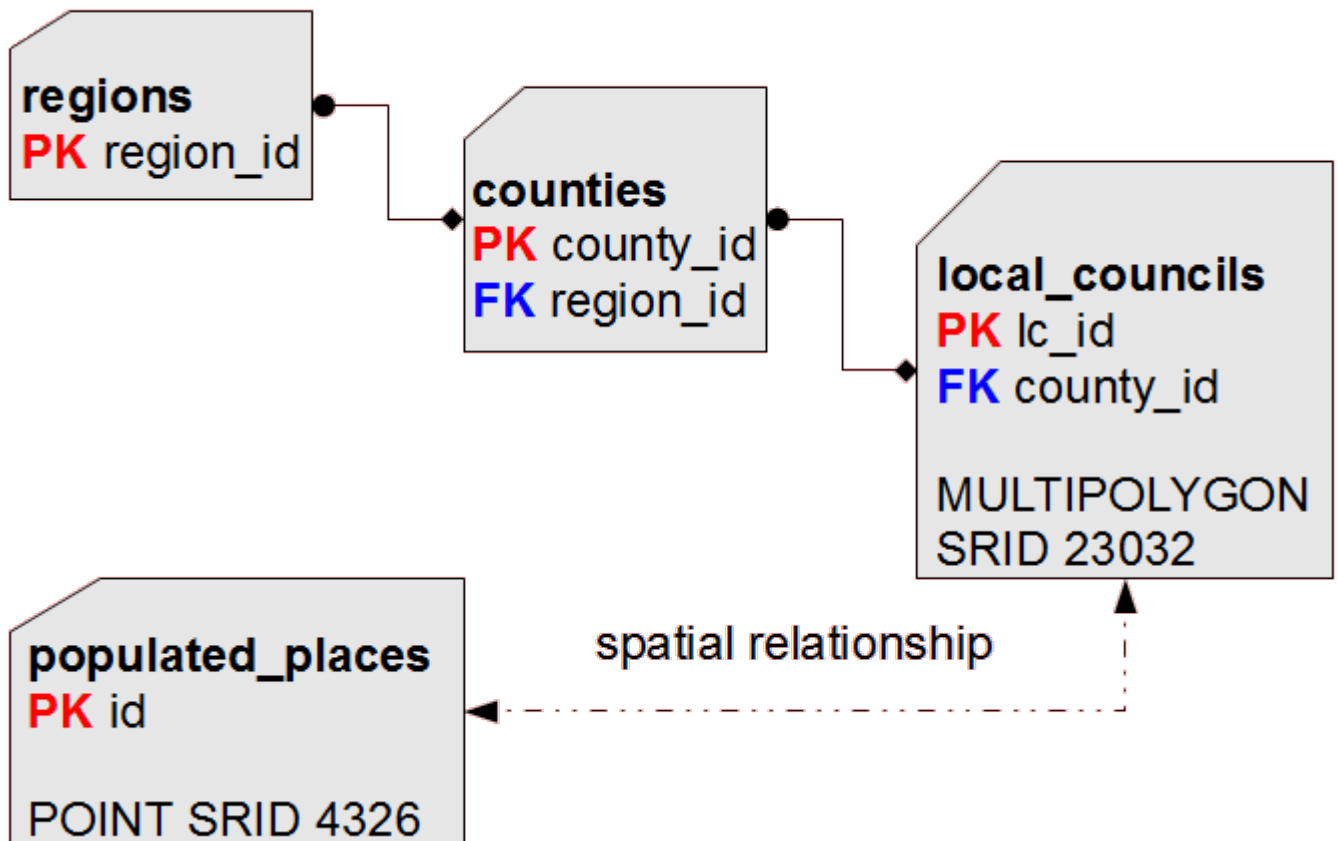 regions
PK region_id
counties
PK county_id
FK region_id
local_councils
PK lc_id
FK county_id
MULTIPOLYGON
SRID 23032
spatial relationship
populated_places
PK id
POINT SRID 4326